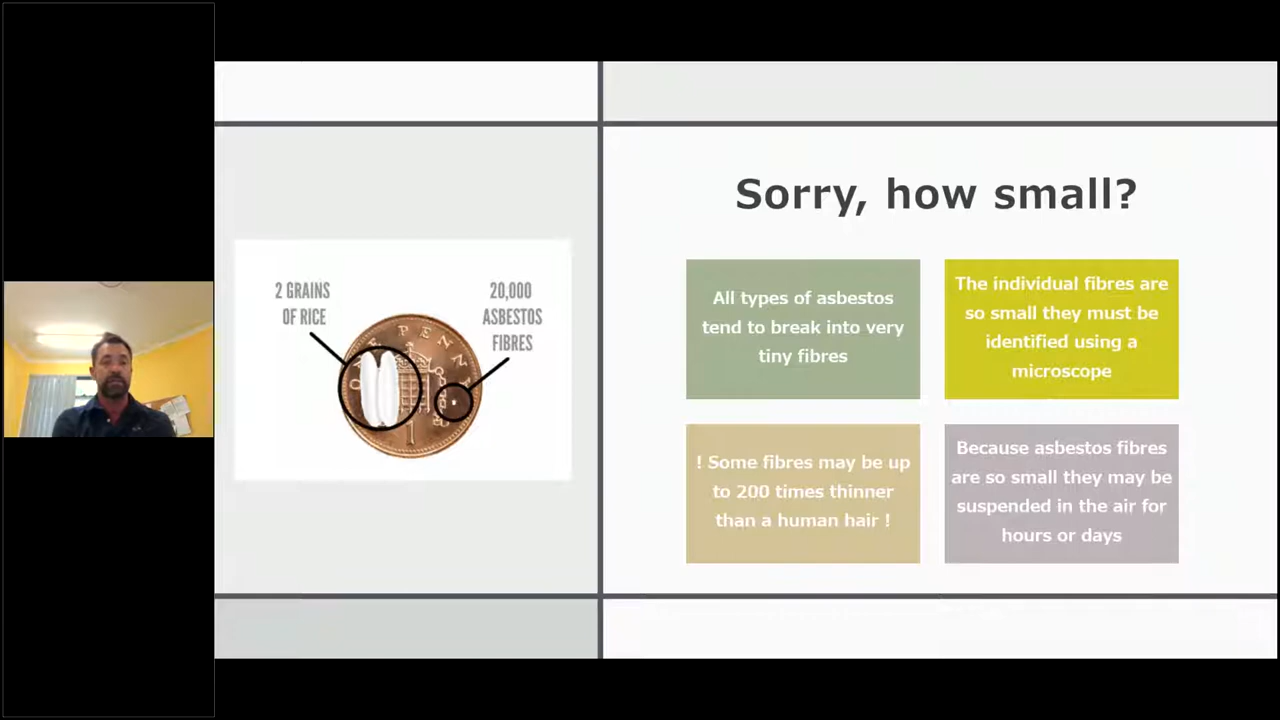 2 GRAINS
OF RICE
20,000
ASBESTOS
FIBRES
ONE PENNY
Sorry, how small?
All types of asbestos
tend to break into very
tiny fibres
The individual fibres are
so small they must be
identified using a
microscope
! Some fibres may be up
to 200 times thinner
than a human hair !
Because asbestos fibres
are so small they may be
suspended in the air for
hours or days